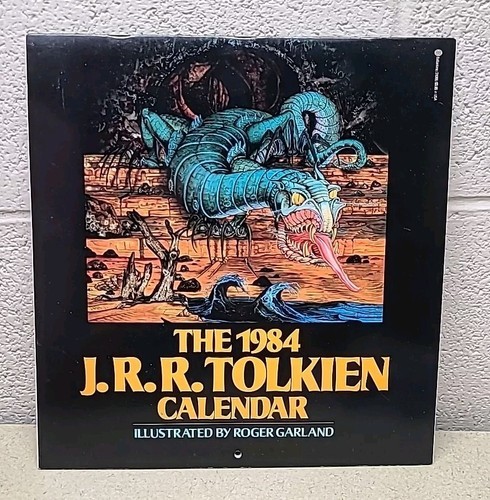 THE 1984
J.R.R.TOLKIEN
CALENDAR
ILLUSTRATED BY ROGER GARLAND